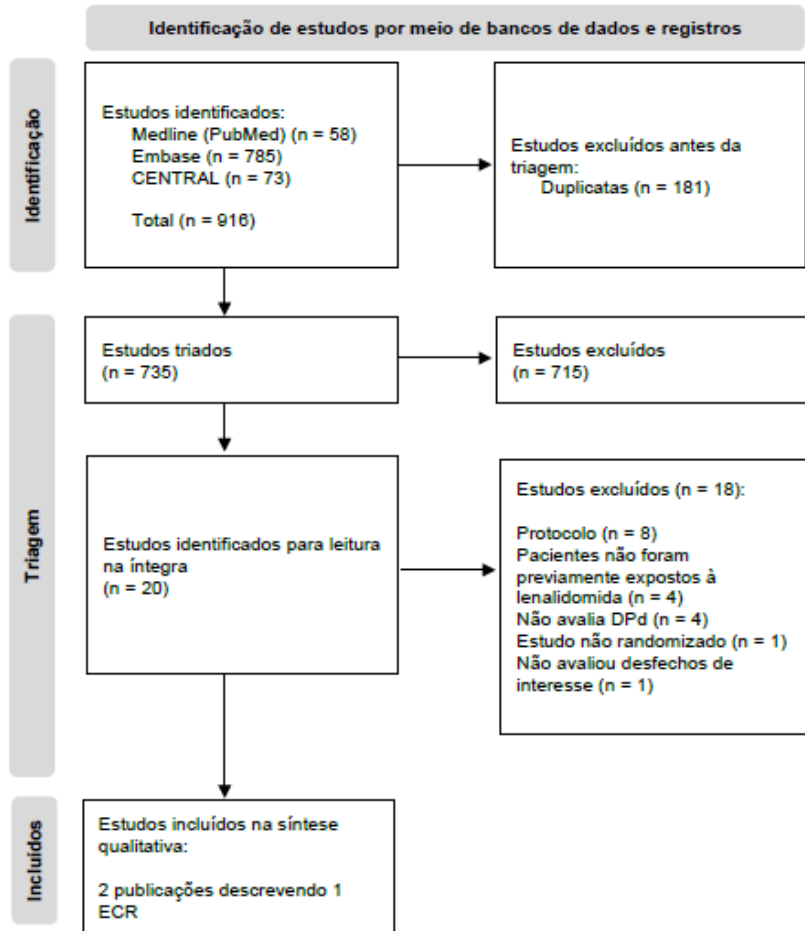 Identificação de estudos por meio de bancos de dados e registros
Identificação
Estudos identificados:
Medline (PubMed) (n = 58)
Embase (n = 785)
CENTRAL (n = 73)
Total (n = 916)
Estudos excluídos antes da
triagem:
Duplicatas (n = 181)
Triagem
Estudos triados
(n = 735)
Estudos excluídos
(n = 715)
Estudos identificados para leitura
na íntegra
(n = 20)
Estudos excluídos (n = 18):
Protocolo (n = 8)
Pacientes não foram
previamente expostos à
lenalidomida (n = 4)
Não avalia DPd (n = 4)
Estudo não randomizado (n = 1)
Não avaliou desfechos de
interesse (n = 1)
Incluídos
Estudos incluídos na síntese
qualitativa:
2 publicações descrevendo 1
ECR